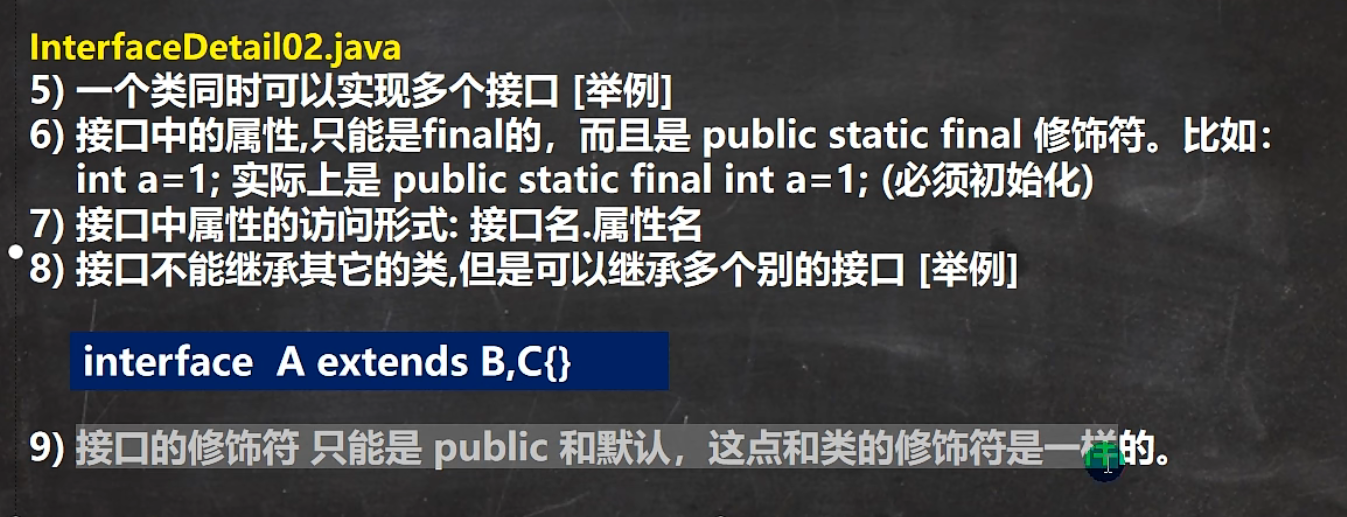 InterfaceDetail02.java
5) 一个类同时可以实现多个接口 [举例]
6) 接口中的属性,只能是final的，而且是 public static final 修饰符。比如：
int a=1; 实际上是 public static final int a=1; (必须初始化)
7) 接口中属性的访问形式: 接口名.属性名
8) 接口不能继承其它的类,但是可以继承多个别的接口 [举例]
interface A extends B,C{}
9) 接口的修饰符 只能是 public 和默认，这点和类的修饰符是一样的。